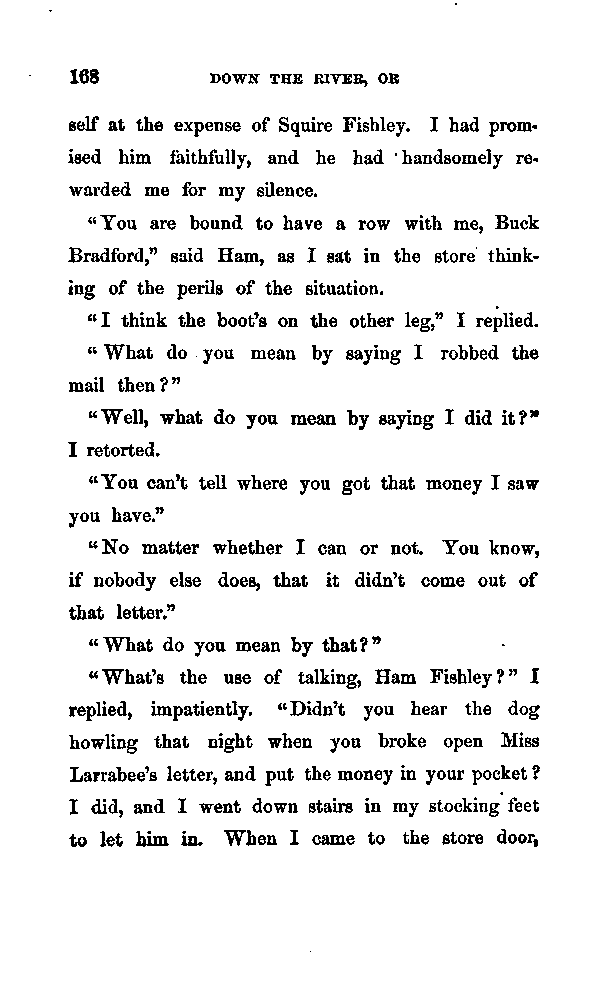 168 DOWN THE RIVER, OR
self at the expense of Squire Fishley. I had prom-
ised him faithfully, and he had handsomely re-
warded me for my silence.
"You are bound to have a row with me, Buck
Bradford," said Ham, as I sat in the store think-
ing of the perils of the situation.
"I think the boot's on the other leg," I replied.
"What do you mean by saying I robbed the
mail then?"
"Well, what do you mean by saying I did it?"
I retorted.
"You can't tell where you got that money I saw
you have."
"No matter whether I can or not. You know,
if nobody else does, that it didn't come out of
that letter."
"What do you mean by that?"
"What's the use of talking, Ham Fishley?" I
replied, impatiently. "Didn't you hear the dog
howling that night when you broke open Miss
Larrabee's letter, and put the money in your pocket?
I did, and I went down stairs in my stocking feet
to let him in. When I came to the store door,